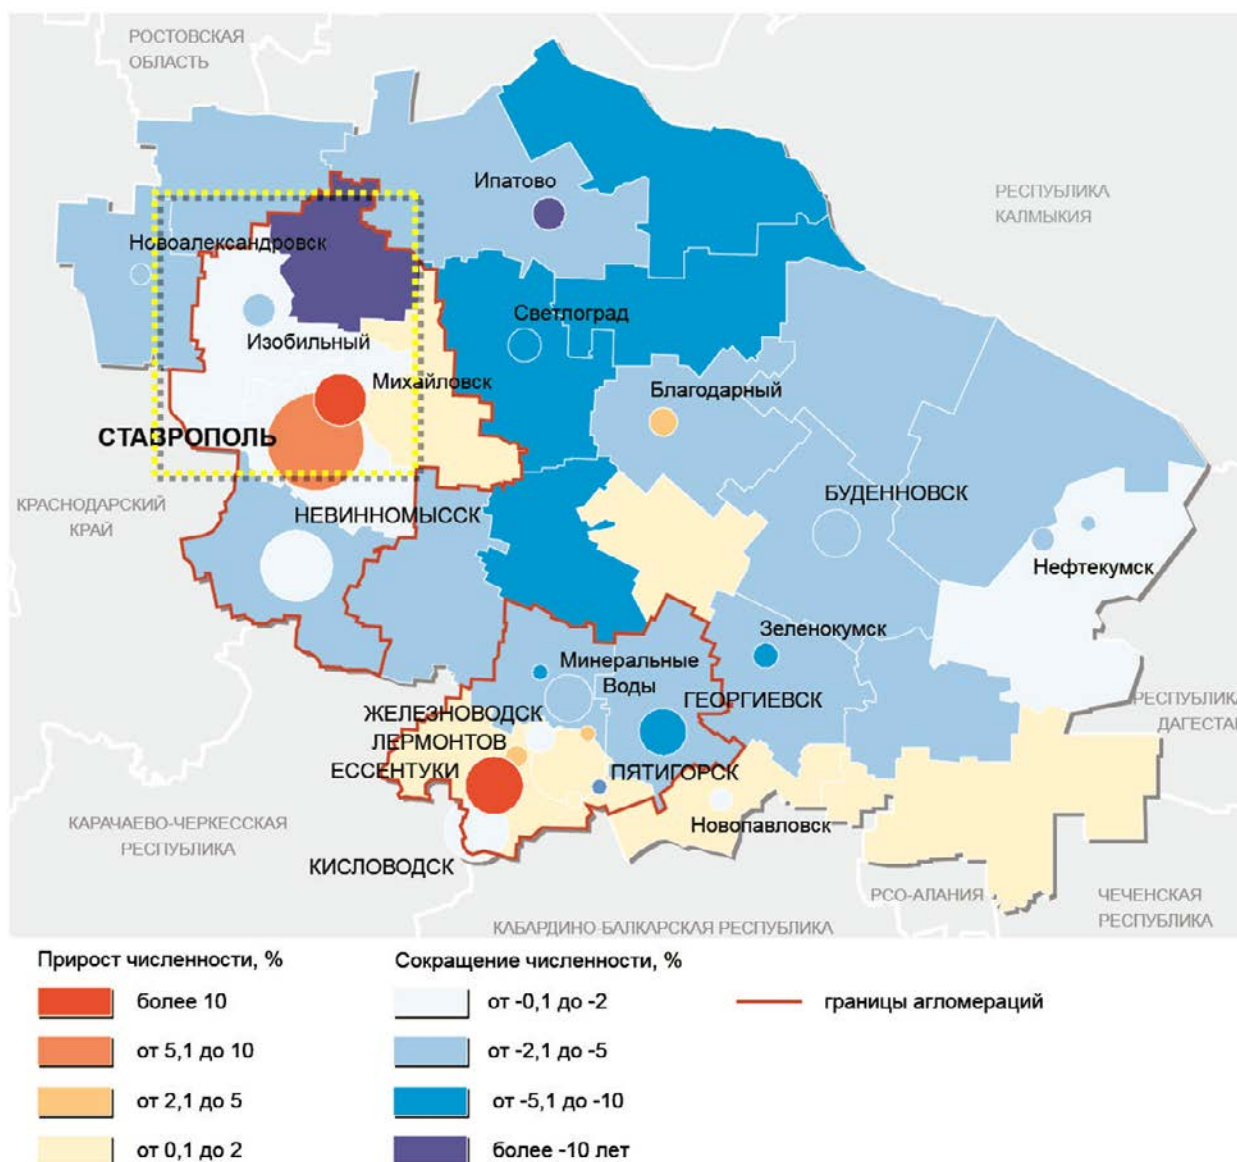 РОСТОВСКАЯ
ОБЛАСТЬ
Ипатово
РЕСПУБЛИКА
КАЛМЫКИЯ
Новоалександровск
Светлоград
Изобильный
Михайловск
Благодарный
СТАВРОПОЛЬ
КРАСНОДАРСКИЙ
КРАЙ
НЕВИННОМЫССК
БУДЕННОВСК
Нефтекумск
Зеленокумск
Минеральные
Воды
РЕСПУБЛИКА
ДАГЕСТАН
ГЕОРГИЕВСК
ЖЕЛЕЗНОВОДСК
ЛЕРМОНТОВ
ЕССЕНТУКИ
ПЯТИГОРСК
КАРАЧАЕВО-ЧЕРКЕССКАЯ
РЕСПУБЛИКА
Новопавловск
КИСЛОВОДСК
РСО-АЛАНИЯ
ЧЕЧЕНСКАЯ
РЕСПУБЛИКА
КАБАРДИНО-БАЛКАРСКАЯ РЕСПУБЛИКА
Прирост численности, %
более 10
от 5,1 до 10
от 2,1 до 5
от 0,1 до 2
Сокращение численности, %
от -0,1 до -2
от -2,1 до -5
от -5,1 до -10
более -10 лет
границы агломераций